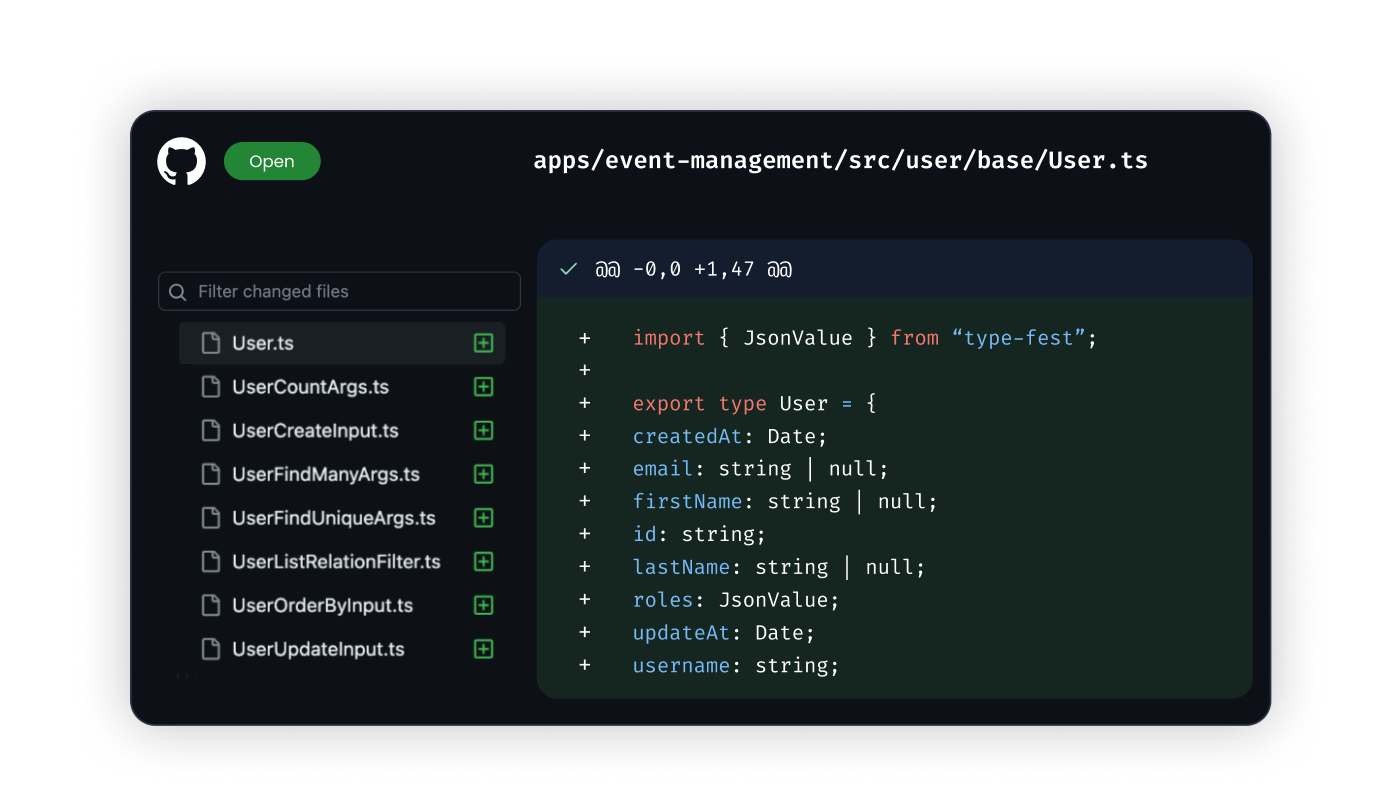 Open
apps/event-management/src/user/base/User.ts
Filter changed files
User.ts
UserCountArgs.ts
UserCreateInput.ts
UserFindManyArgs.ts
UserFindUniqueArgs.ts
UserListRelationFilter.ts
UserOrderByInput.ts
UserUpdateInput.ts
@@ -0,0 +1,47 @@
+ import { JsonValue } from “type-fest”;
+
+ export type User = {
+ createdAt: Date;
+ email: string | null;
+ firstName: string | null;
+ id: string;
+ lastName: string | null;
+ roles: JsonValue;
+ updateAt: Date;
+ username: string;